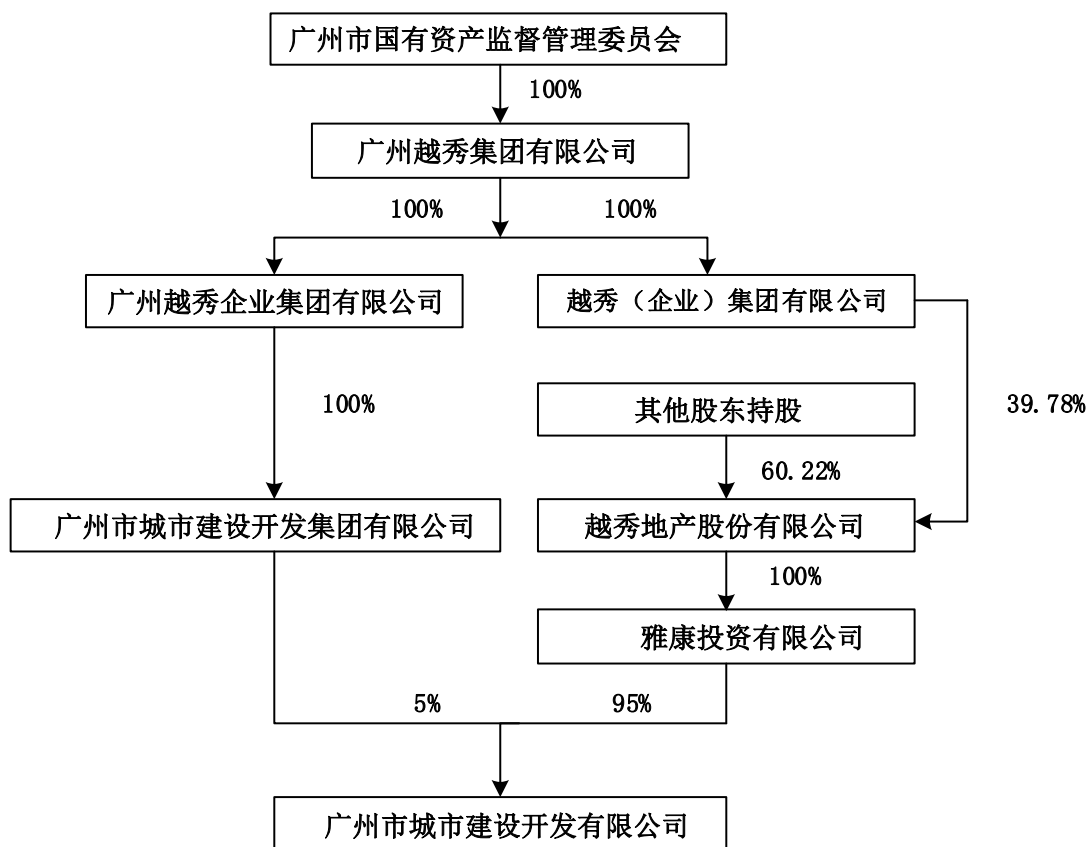 广州市国有资产监督管理委员会
100%
广州越秀集团有限公司
100%
100%
广州越秀企业集团有限公司
越秀（企业）集团有限公司
其他股东持股
100%
39.78%
60.22%
广州市城市建设开发集团有限公司
越秀地产股份有限公司
100%
雅康投资有限公司
5%
95%
广州市城市建设开发有限公司